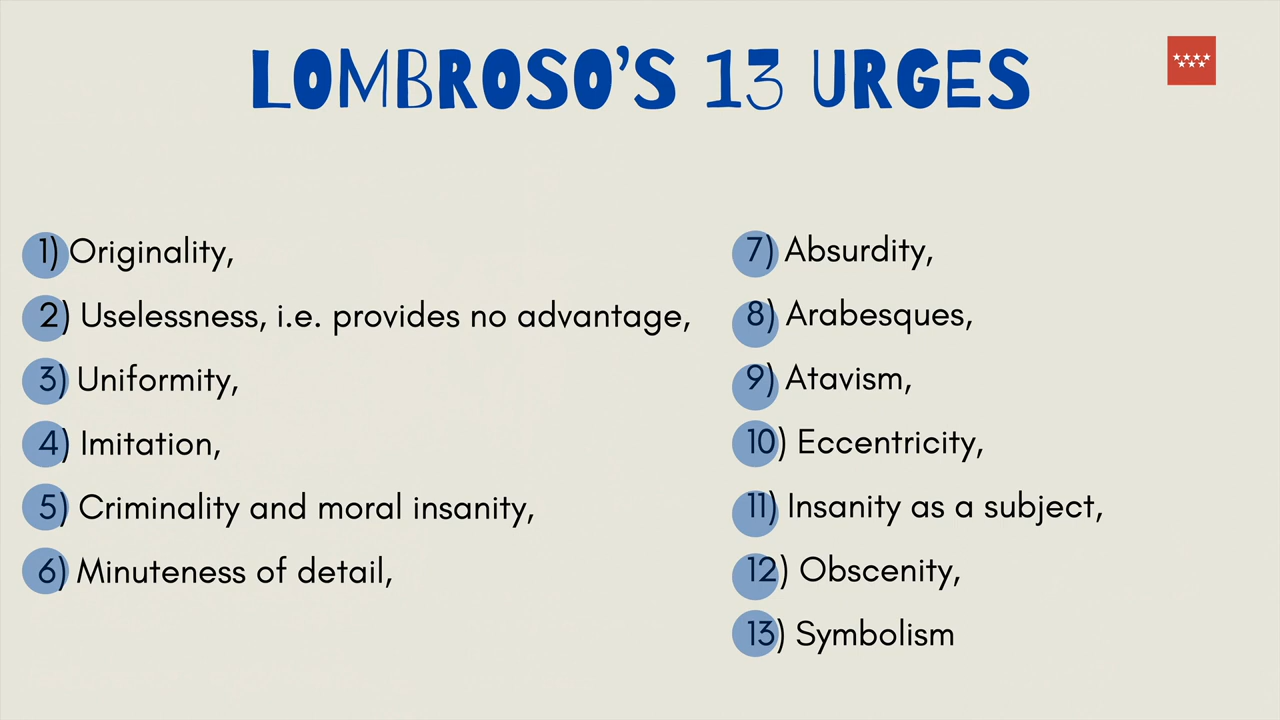 LOMBROSO’S 13 URGES
1) Originality,
2) Uselessness, i.e. provides no advantage,
3) Uniformity,
4) Imitation,
5) Criminality and moral insanity,
6) Minuteness of detail,
7) Absurdity,
8) Arabesques,
9) Atavism,
10) Eccentricity,
11) Insanity as a subject,
12) Obscenity,
13) Symbolism